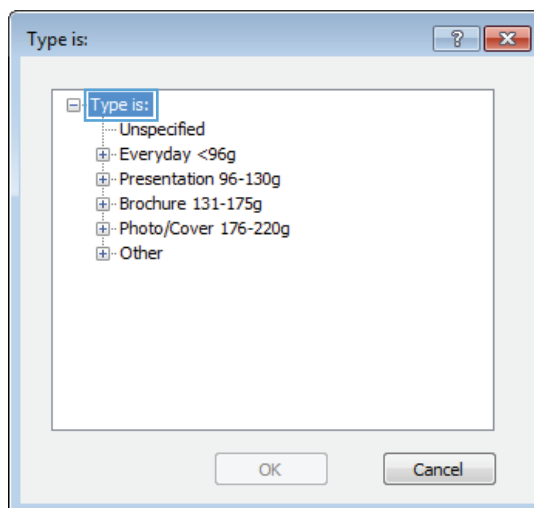 Type is:
Type is:
Unspecified
Everyday <96g
Presentation 96-130g
Brochure 131-175g
Photo/Cover 176-220g
Other
OK
Cancel